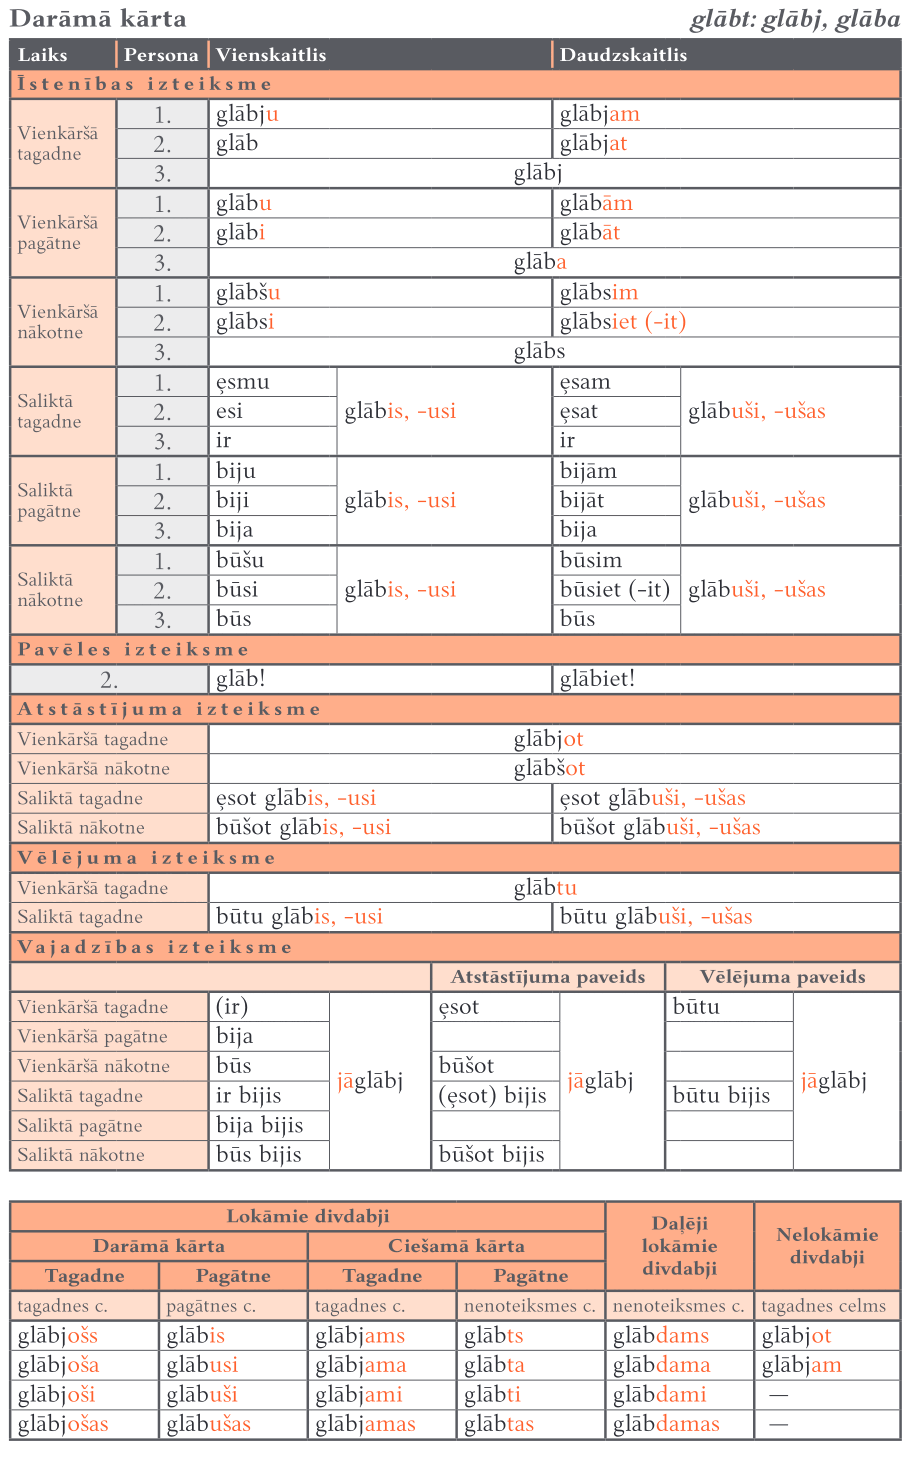 Darāmā kārta glābt: glābj, glāba
Laiks Persona Vienskaitlis Daudzskaitlis
Īstenības izteiksme
Vienkāršā tagadne
1. glābju glābjam
2. glāb glābjat
3. glābj
Vienkāršā pagātne
1. glābu glābām
2. glābi glābāt
3. glāba
Vienkāršā nākotne
1. glābšu glābsim
2. glābsi glābsiet (-it)
3. glābs
Saliktā tagadne
1. ȩsmu ȩsam
2. esi glābis, -usi ȩsat glābuši, -ušas
3. ir ir
Saliktā pagātne
1. biju bijām
2. biji glābis, -usi bijāt glābuši, -ušas
3. bija bija
Saliktā nākotne
1. būšu būsim
2. būsi glābis, -usi būsiet (-it) glābuši, -ušas
3. būs būs
Pavēles izteiksme
2. glāb! glābiet!
Atstāstījuma izteiksme
Vienkāršā tagadne glābjot
Vienkāršā nākotne glābšot
Saliktā tagadne ȩsot glābis, -usi ȩsot glābuši, -ušas
Saliktā nākotne būšot glābis, -usi būšot glābuši, -ušas
Vēlējuma izteiksme
Vienkāršā tagadne glābtu
Saliktā tagadne būtu glābis, -usi būtu glābuši, -ušas
Vajadzības izteiksme
Atstāstījuma paveids Vēlējuma paveids
Vienkāršā tagadne (ir) ȩsot būtu
Vienkāršā pagātne bija
Vienkāršā nākotne būs būšot
jāglābj jāglābj jāglābj
Saliktā tagadne ir bijis (ȩsot) bijis būtu bijis
Saliktā pagātne bija bijis
Saliktā nākotne būs bijis būšot bijis
Lokāmie divdabji Daļēji lokāmie divdabji Nelokāmie divdabji
Darāmā kārta Ciešamā kārta
Tagadne Pagātne Tagadne Pagātne
tagadnes c. pagātnes c. tagadnes c. nenoteiksmes c. nenoteiksmes c. tagadnes celms
glābjošs glābis glābjams glābts glābdams glābjot
glābjoša glābusi glābjama glābta glābdama glābjam
glābjoši glābuši glābjami glābti glābdami —
glābjošas glābušas glābjamas glābtas glābdamas —